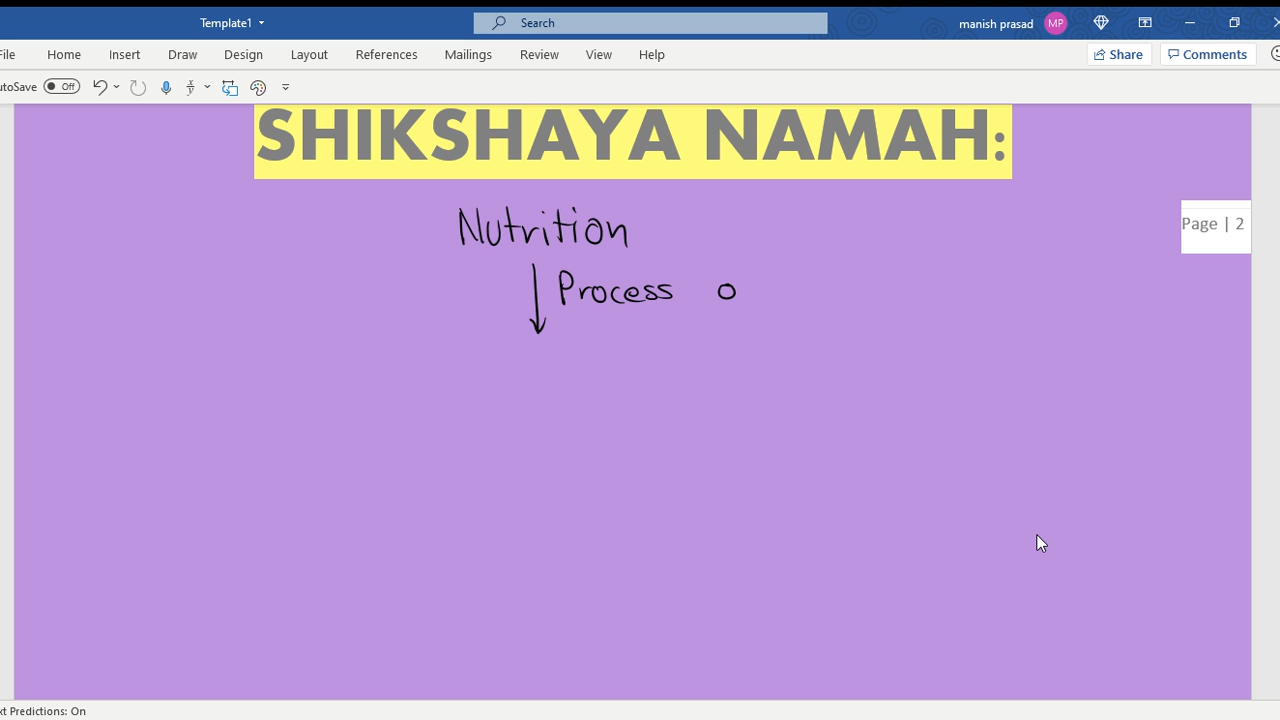 Template1
Search
manish prasad
MP
File Home Insert Draw Design Layout References Mailings Review View Help
Share Comments
AutoSave Off
SHIKSHAYA NAMAH:
Nutrition
Page | 2
Process o
xt Predictions: On